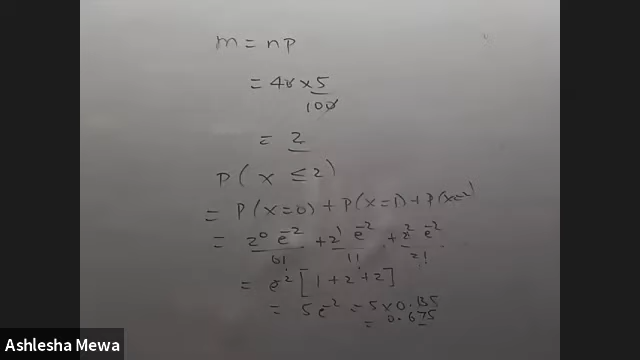 m = np
= 40 × 5
100
= 2
P( x ≤ 2)
= P(x=0) + P(x=1) + P(x=2)
= 2⁰ e⁻² + 2¹ e⁻² + 2² e⁻²
0! 1! 2!
= e⁻² [1 + 2 + 2]
= 5 e⁻² = 5 × 0.135
= 0.675
Ashlesha Mewa